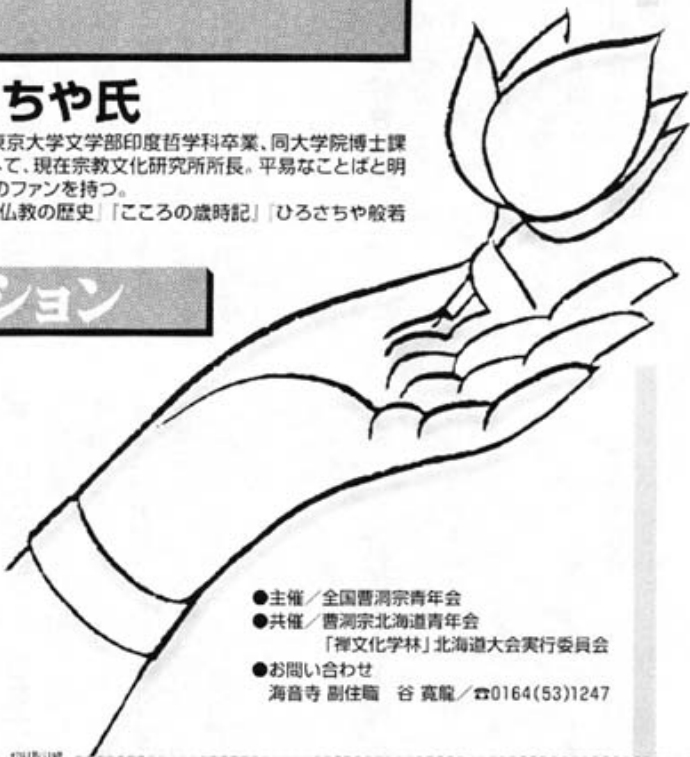 ちや氏
東京大学文学部印度哲学科卒業、同大学院博士課
て、現在宗教文化研究所所長。平易なことばと明
のファンを持つ。
仏教の歴史』『こころの歳時記』『ひろさちや般若
ション
●主催／全国曹洞宗青年会
●共催／曹洞宗北海道青年会
「禅文化学林」北海道大会実行委員会
●お問い合わせ
海音寺 副住職 谷 寛龍／☎0164(53)1247